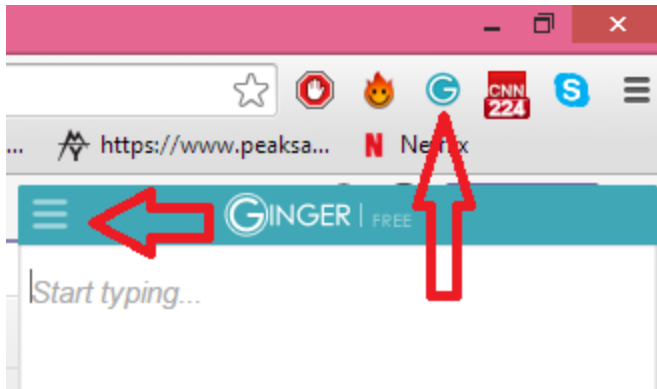 CNN
224
... https://www.peaksa... N Netflix
GINGER | FREE
Start typing...